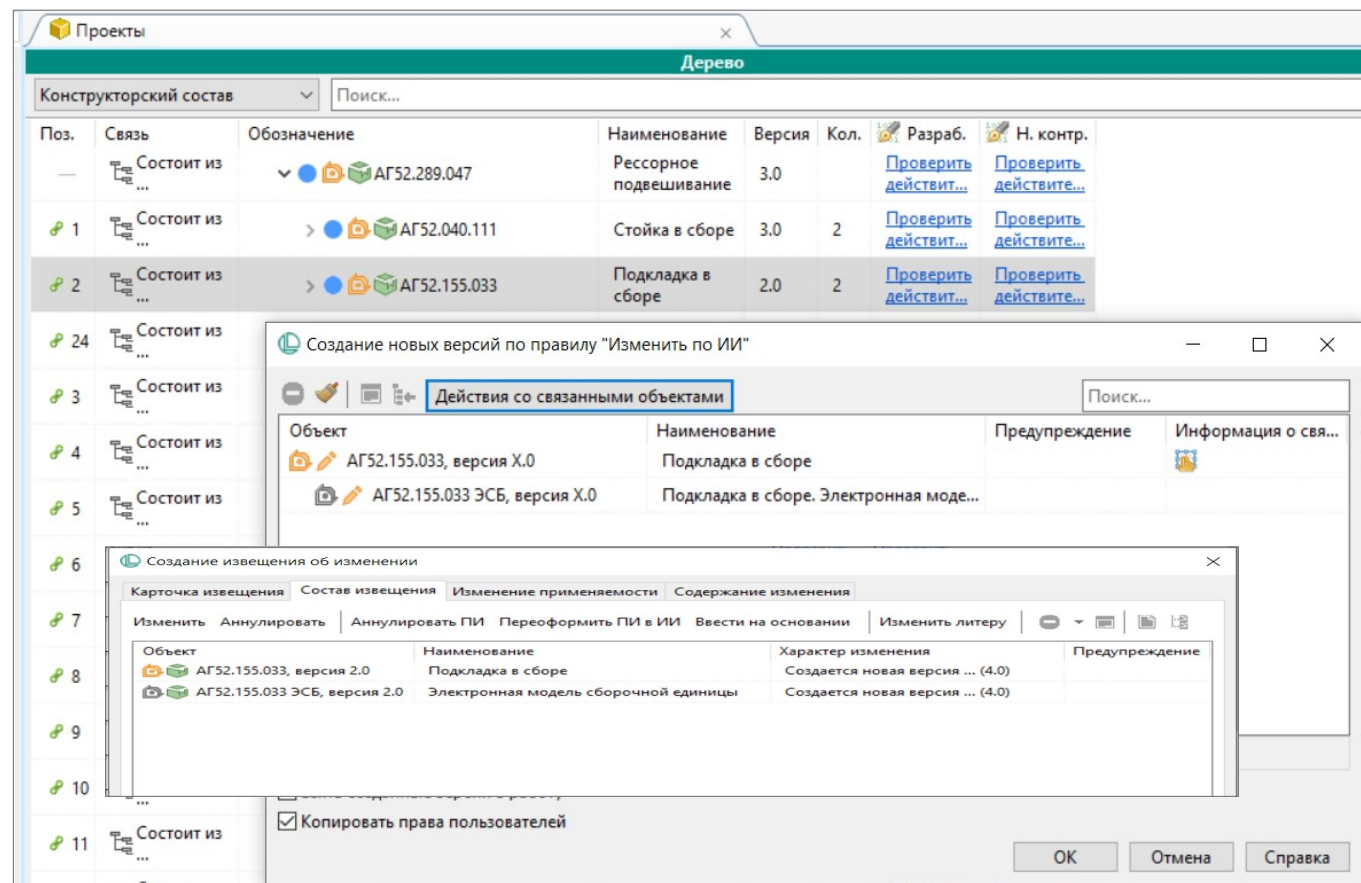 Проекты
Дерево
Конструкторский состав
Поиск...
Поз. Связь Обозначение Наименование Версия Кол. Разраб. Н. контр.
— Состоит из ... АГ52.289.047 Рессорное подвешивание 3.0 Проверить действит... Проверить действите...
1 Состоит из ... АГ52.040.111 Стойка в сборе 3.0 2 Проверить действит... Проверить действите...
2 Состоит из ... АГ52.155.033 Подкладка в сборе 2.0 2 Проверить действит... Проверить действите...
24 Состоит из ...
Создание новых версий по правилу "Изменить по ИИ"
3 Состоит из ...
Действия со связанными объектами
Поиск...
Объект Наименование Предупреждение Информация о свя...
4 Состоит из ...
АГ52.155.033, версия X.0 Подкладка в сборе
5 Состоит из ...
АГ52.155.033 ЭСБ, версия X.0 Подкладка в сборе. Электронная моде...
6
Создание извещения об изменении
Карточка извещения Состав извещения Изменение применяемости Содержание изменения
7
Изменить Аннулировать Аннулировать ПИ Переоформить ПИ в ИИ Ввести на основании Изменить литеру
Объект Наименование Характер изменения Предупреждение
8
АГ52.155.033, версия 2.0 Подкладка в сборе Создается новая версия ... (4.0)
АГ52.155.033 ЭСБ, версия 2.0 Электронная модель сборочной единицы Создается новая версия ... (4.0)
9
10 ...
Копировать права пользователей
11 Состоит из ...
ОК Отмена Справка